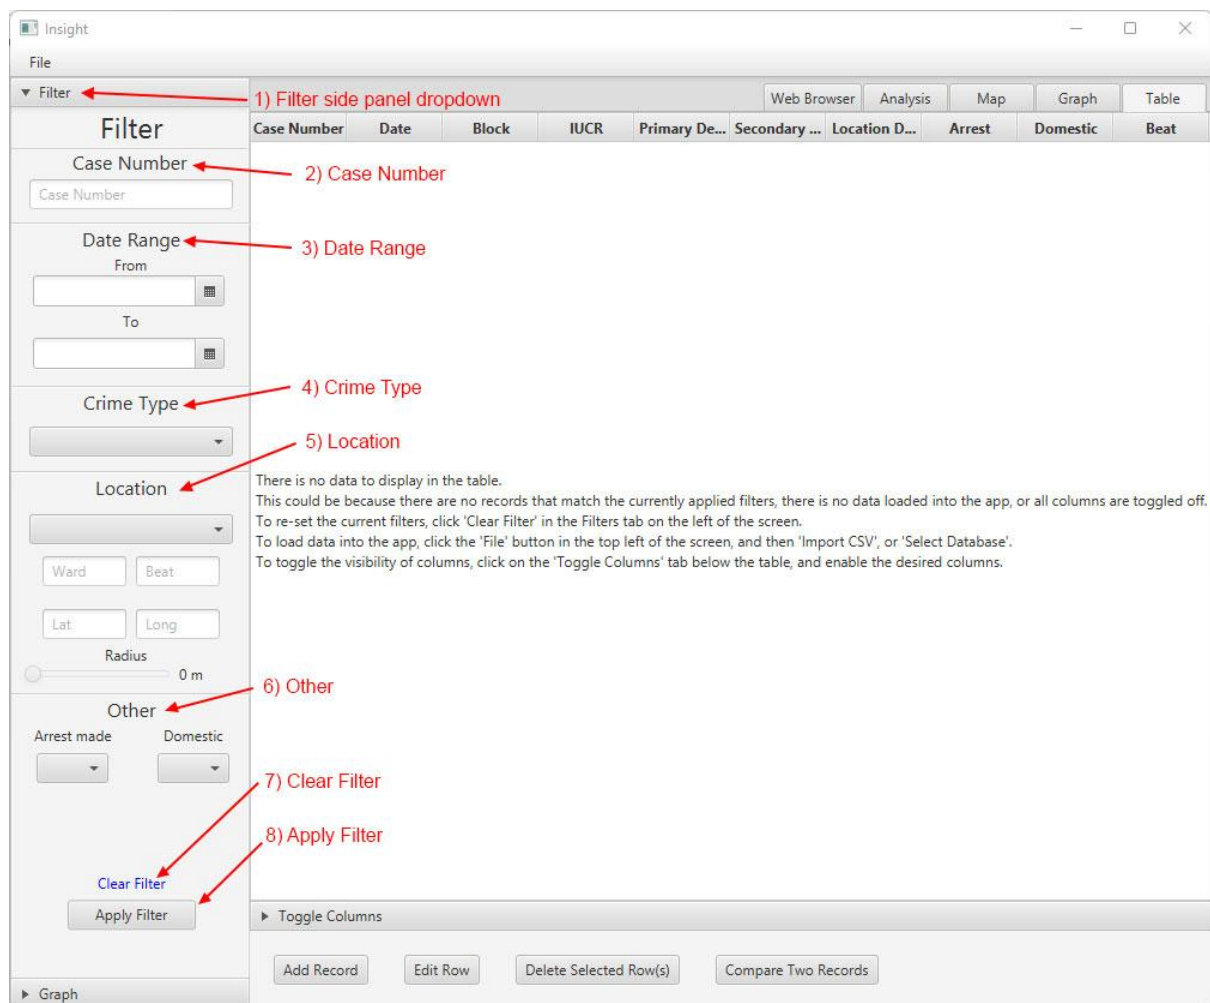 Insight
File
Filter
1) Filter side panel dropdown
Web Browser
Analysis
Map
Graph
Table
Filter
Case Number
Date
Block
IUCR
Primary De...
Secondary ...
Location D...
Arrest
Domestic
Beat
Case Number
2) Case Number
Case Number
Date Range
3) Date Range
From
To
4) Crime Type
Crime Type
5) Location
Location
There is no data to display in the table.
This could be because there are no records that match the currently applied filters, there is no data loaded into the app, or all columns are toggled off.
To re-set the current filters, click 'Clear Filter' in the Filters tab on the left of the screen.
To load data into the app, click the 'File' button in the top left of the screen, and then 'Import CSV', or 'Select Database'.
To toggle the visibility of columns, click on the 'Toggle Columns' tab below the table, and enable the desired columns.
Ward
Beat
Lat
Long
Radius
0 m
6) Other
Other
Arrest made
Domestic
7) Clear Filter
8) Apply Filter
Clear Filter
Apply Filter
Toggle Columns
Add Record
Edit Row
Delete Selected Row(s)
Compare Two Records
Graph